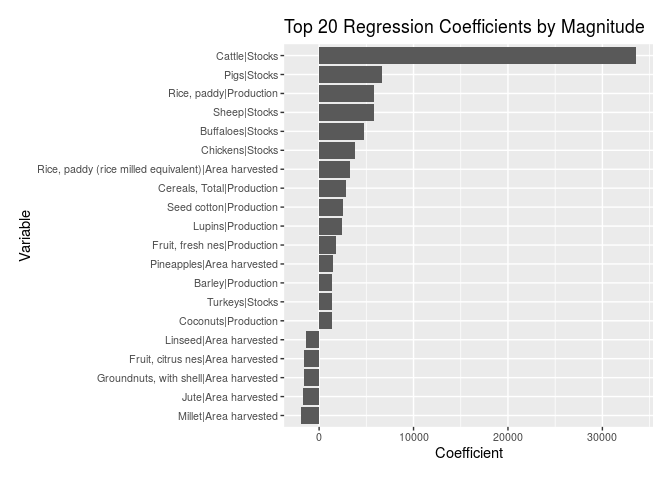 Top 20 Regression Coefficients by Magnitude
Variable
Cattle|Stocks
Pigs|Stocks
Rice, paddy|Production
Sheep|Stocks
Buffaloes|Stocks
Chickens|Stocks
Rice, paddy (rice milled equivalent)|Area harvested
Cereals, Total|Production
Seed cotton|Production
Lupins|Production
Fruit, fresh nes|Production
Pineapples|Area harvested
Barley|Production
Turkeys|Stocks
Coconuts|Production
Linseed|Area harvested
Fruit, citrus nes|Area harvested
Groundnuts, with shell|Area harvested
Jute|Area harvested
Millet|Area harvested
0 10000 20000 30000
Coefficient